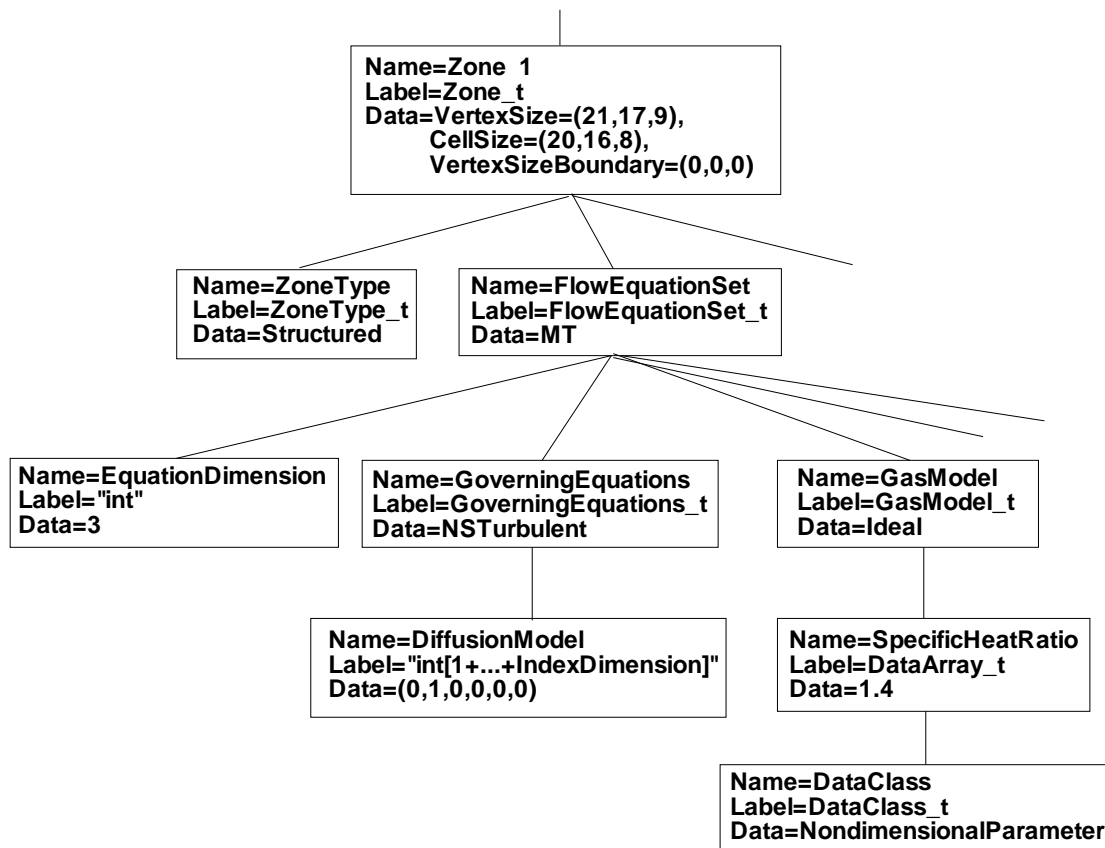 Name=Zone 1
Label=Zone_t
Data=VertexSize=(21,17,9),
CellSize=(20,16,8),
VertexSizeBoundary=(0,0,0)
Name=ZoneType
Label=ZoneType_t
Data=Structured
Name=FlowEquationSet
Label=FlowEquationSet_t
Data=MT
Name=EquationDimension
Label="int"
Data=3
Name=GoverningEquations
Label=GoverningEquations_t
Data=NSTurbulent
Name=GasModel
Label=GasModel_t
Data=Ideal
Name=DiffusionModel
Label="int[1+...+IndexDimension]"
Data=(0,1,0,0,0,0)
Name=SpecificHeatRatio
Label=DataArray_t
Data=1.4
Name=DataClass
Label=DataClass_t
Data=NondimensionalParameter